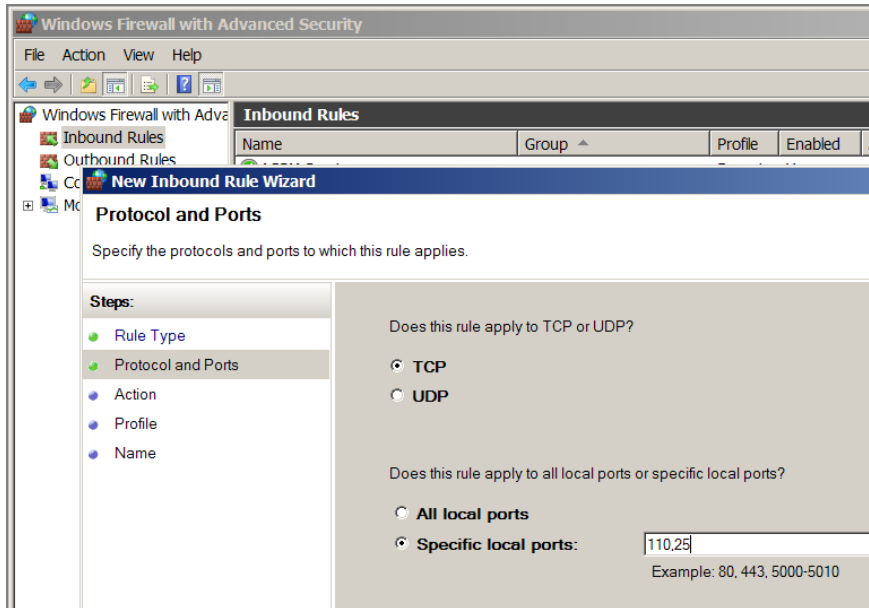 Windows Firewall with Advanced Security
File Action View Help
Windows Firewall with Adva
Inbound Rules
Inbound Rules
Name Group Profile Enabled
Outbound Rules
New Inbound Rule Wizard
Protocol and Ports
Specify the protocols and ports to which this rule applies.
Steps:
Rule Type
Protocol and Ports
Action
Profile
Name
Does this rule apply to TCP or UDP?
TCP
UDP
Does this rule apply to all local ports or specific local ports?
All local ports
Specific local ports: 110,25
Example: 80, 443, 5000-5010